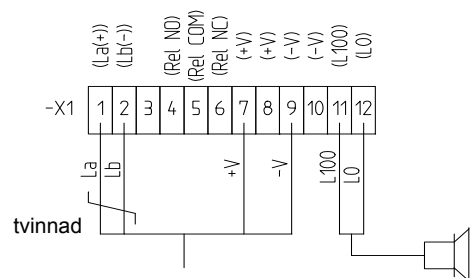 (La(+)) (Lb(-)) (Rel NO) (Rel COM) (Rel NC) (+V) (+V) (-V) (-V) (L100) (L0)
-X1 1 2 3 4 5 6 7 8 9 10 11 12
La Lb +V -V L100 L0
tvinnad